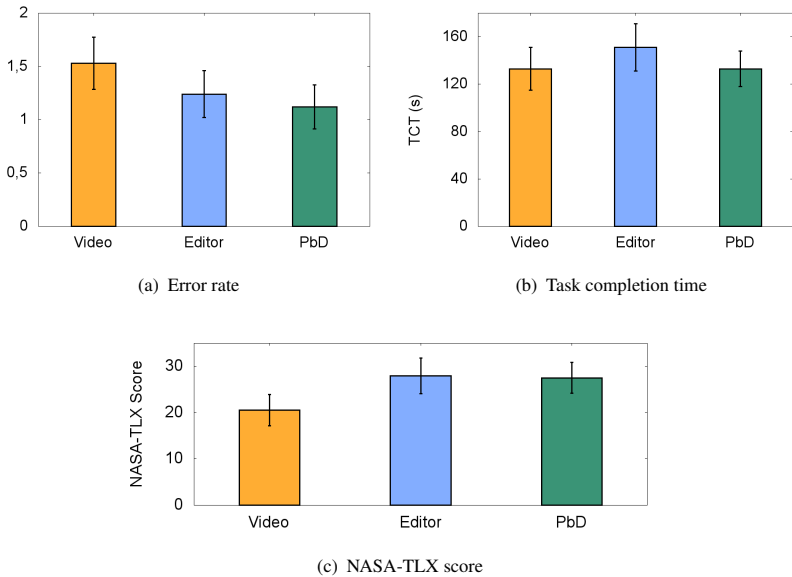 2
1,5
1
0,5
0
Video Editor PbD
(a) Error rate
TCT (s)
160
120
80
40
0
Video Editor PbD
(b) Task completion time
NASA-TLX Score
30
20
10
0
Video Editor PbD
(c) NASA-TLX score